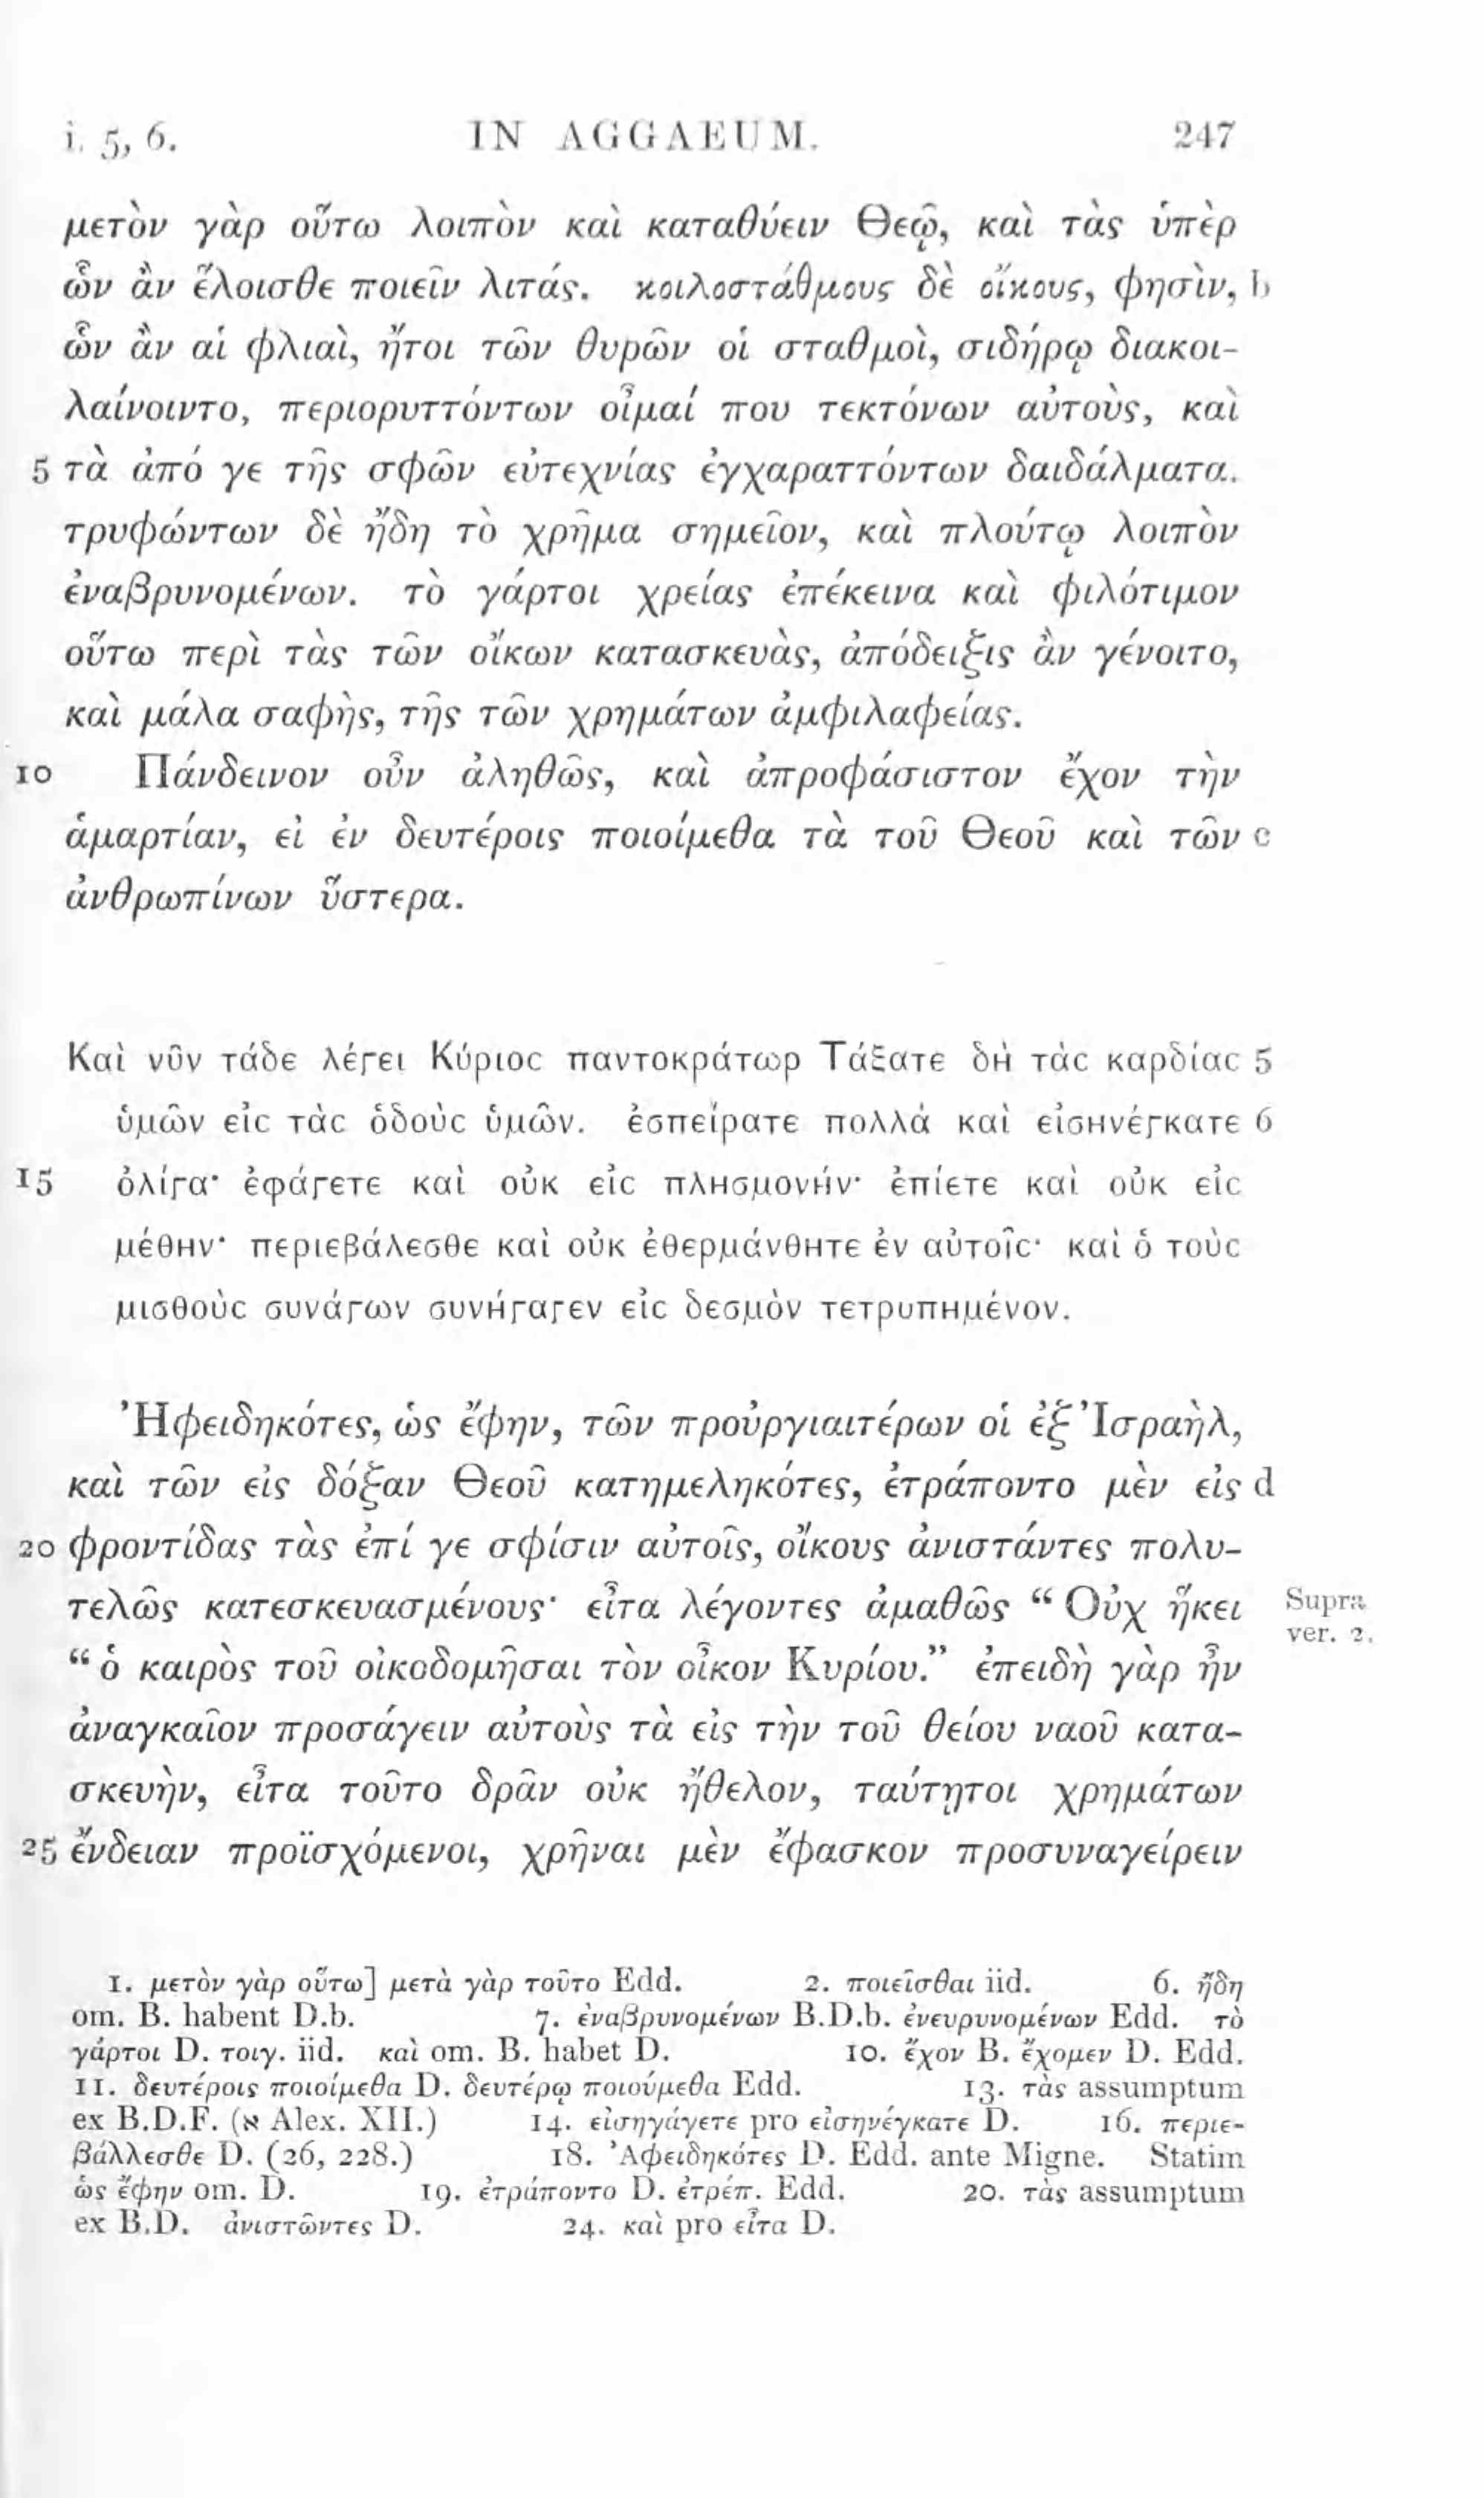 i. 5, 6. IN AGGAEUM. 247
μετὸν γὰρ οὕτω λοιπὸν καὶ καταθύειν Θεῷ, καὶ τὰς ὑπὲρ
ὧν ἂν ἕλοισθε ποιεῖν λιτάς. κοιλοστάθμους δὲ οἴκους, φησὶν, b
ὧν ἂν αἱ φλιαὶ, ἤτοι τῶν θυρῶν οἱ σταθμοὶ, σιδήρῳ διακοι-
λαίνοιντο, περιορυττόντων οἶμαί που τεκτόνων αὐτοὺς, καὶ
5 τὰ ἀπό γε τῆς σφῶν εὐτεχνίας ἐγχαραττόντων δαιδάλματα.
τρυφώντων δὲ ἤδη τὸ χρῆμα σημεῖον, καὶ πλούτῳ λοιπὸν
ἐναβρυνομένων. τὸ γάρτοι χρείας ἐπέκεινα καὶ φιλότιμον
οὕτω περὶ τὰς τῶν οἴκων κατασκευὰς, ἀπόδειξις ἂν γένοιτο,
καὶ μάλα σαφὴς, τῆς τῶν χρημάτων ἀμφιλαφείας.
10 Πάνδεινον οὖν ἀληθῶς, καὶ ἀπροφάσιστον ἔχον τὴν
ἁμαρτίαν, εἰ ἐν δευτέροις ποιοίμεθα τὰ τοῦ Θεοῦ καὶ τῶν c
ἀνθρωπίνων ὕστερα.
Καὶ νῦν τάδε λέγει Κύριος παντοκράτωρ Τάξατε δὴ τὰς καρδίας 5
ὑμῶν εἰς τὰς ὁδοὺς ὑμῶν. ἐσπείρατε πολλά καὶ εἰσηνέγκατε 6
15 ὀλίγα· ἐφάγετε καὶ οὐκ εἰς πλησμονήν· ἐπίετε καὶ οὐκ εἰς
μέθην· περιεβάλεσθε καὶ οὐκ ἐθερμάνθητε ἐν αὐτοῖς· καὶ ὁ τοὺς
μισθοὺς συνάγων συνήγαγεν εἰς δεσμὸν τετρυπημένον.
Ἠφειδηκότες, ὡς ἔφην, τῶν προὐργιαιτέρων οἱ ἐξ Ἰσραὴλ,
καὶ τῶν εἰς δόξαν Θεοῦ κατημεληκότες, ἐτράποντο μὲν εἰς d
20 φροντίδας τὰς ἐπί γε σφίσιν αὐτοῖς, οἴκους ἀνιστάντες πολυ-
τελῶς κατεσκευασμένους· εἶτα λέγοντες ἀμαθῶς “ Οὐχ ἥκει Supra
ver. 2.
“ ὁ καιρὸς τοῦ οἰκοδομῆσαι τὸν οἶκον Κυρίου.” ἐπειδὴ γὰρ ἦν
ἀναγκαῖον προσάγειν αὐτοὺς τὰ εἰς τὴν τοῦ θείου ναοῦ κατα-
σκευὴν, εἶτα τοῦτο δρᾶν οὐκ ἤθελον, ταύτῃτοι χρημάτων
25 ἔνδειαν προϊσχόμενοι, χρῆναι μὲν ἔφασκον προσυναγείρειν
1. μετὸν γὰρ οὕτω] μετὰ γὰρ τοῦτο Edd. 2. ποιεῖσθαι iid. 6. ἤδη
om. B. habent D.b. 7. ἐναβρυνομένων B.D.b. ἐνευρυνομένων Edd. τὸ
γάρτοι D. τοιγ. iid. καὶ om. B. habet D. 10. ἔχον B. ἔχομεν D. Edd.
11. δευτέροις ποιοίμεθα D. δευτέρῳ ποιούμεθα Edd. 13. τὰς assumptum
ex B.D.F. (א Alex. XII.) 14. εἰσηγάγετε pro εἰσηνέγκατε D. 16. περιε-
βάλλεσθε D. (26, 228.) 18. Ἀφειδηκότες D. Edd. ante Migne. Statim
ὡς ἔφην om. D. 19. ἐτράποντο D. ἐτρέπ. Edd. 20. τὰς assumptum
ex B.D. ἀνιστῶντες D. 24. καὶ pro εἶτα D.